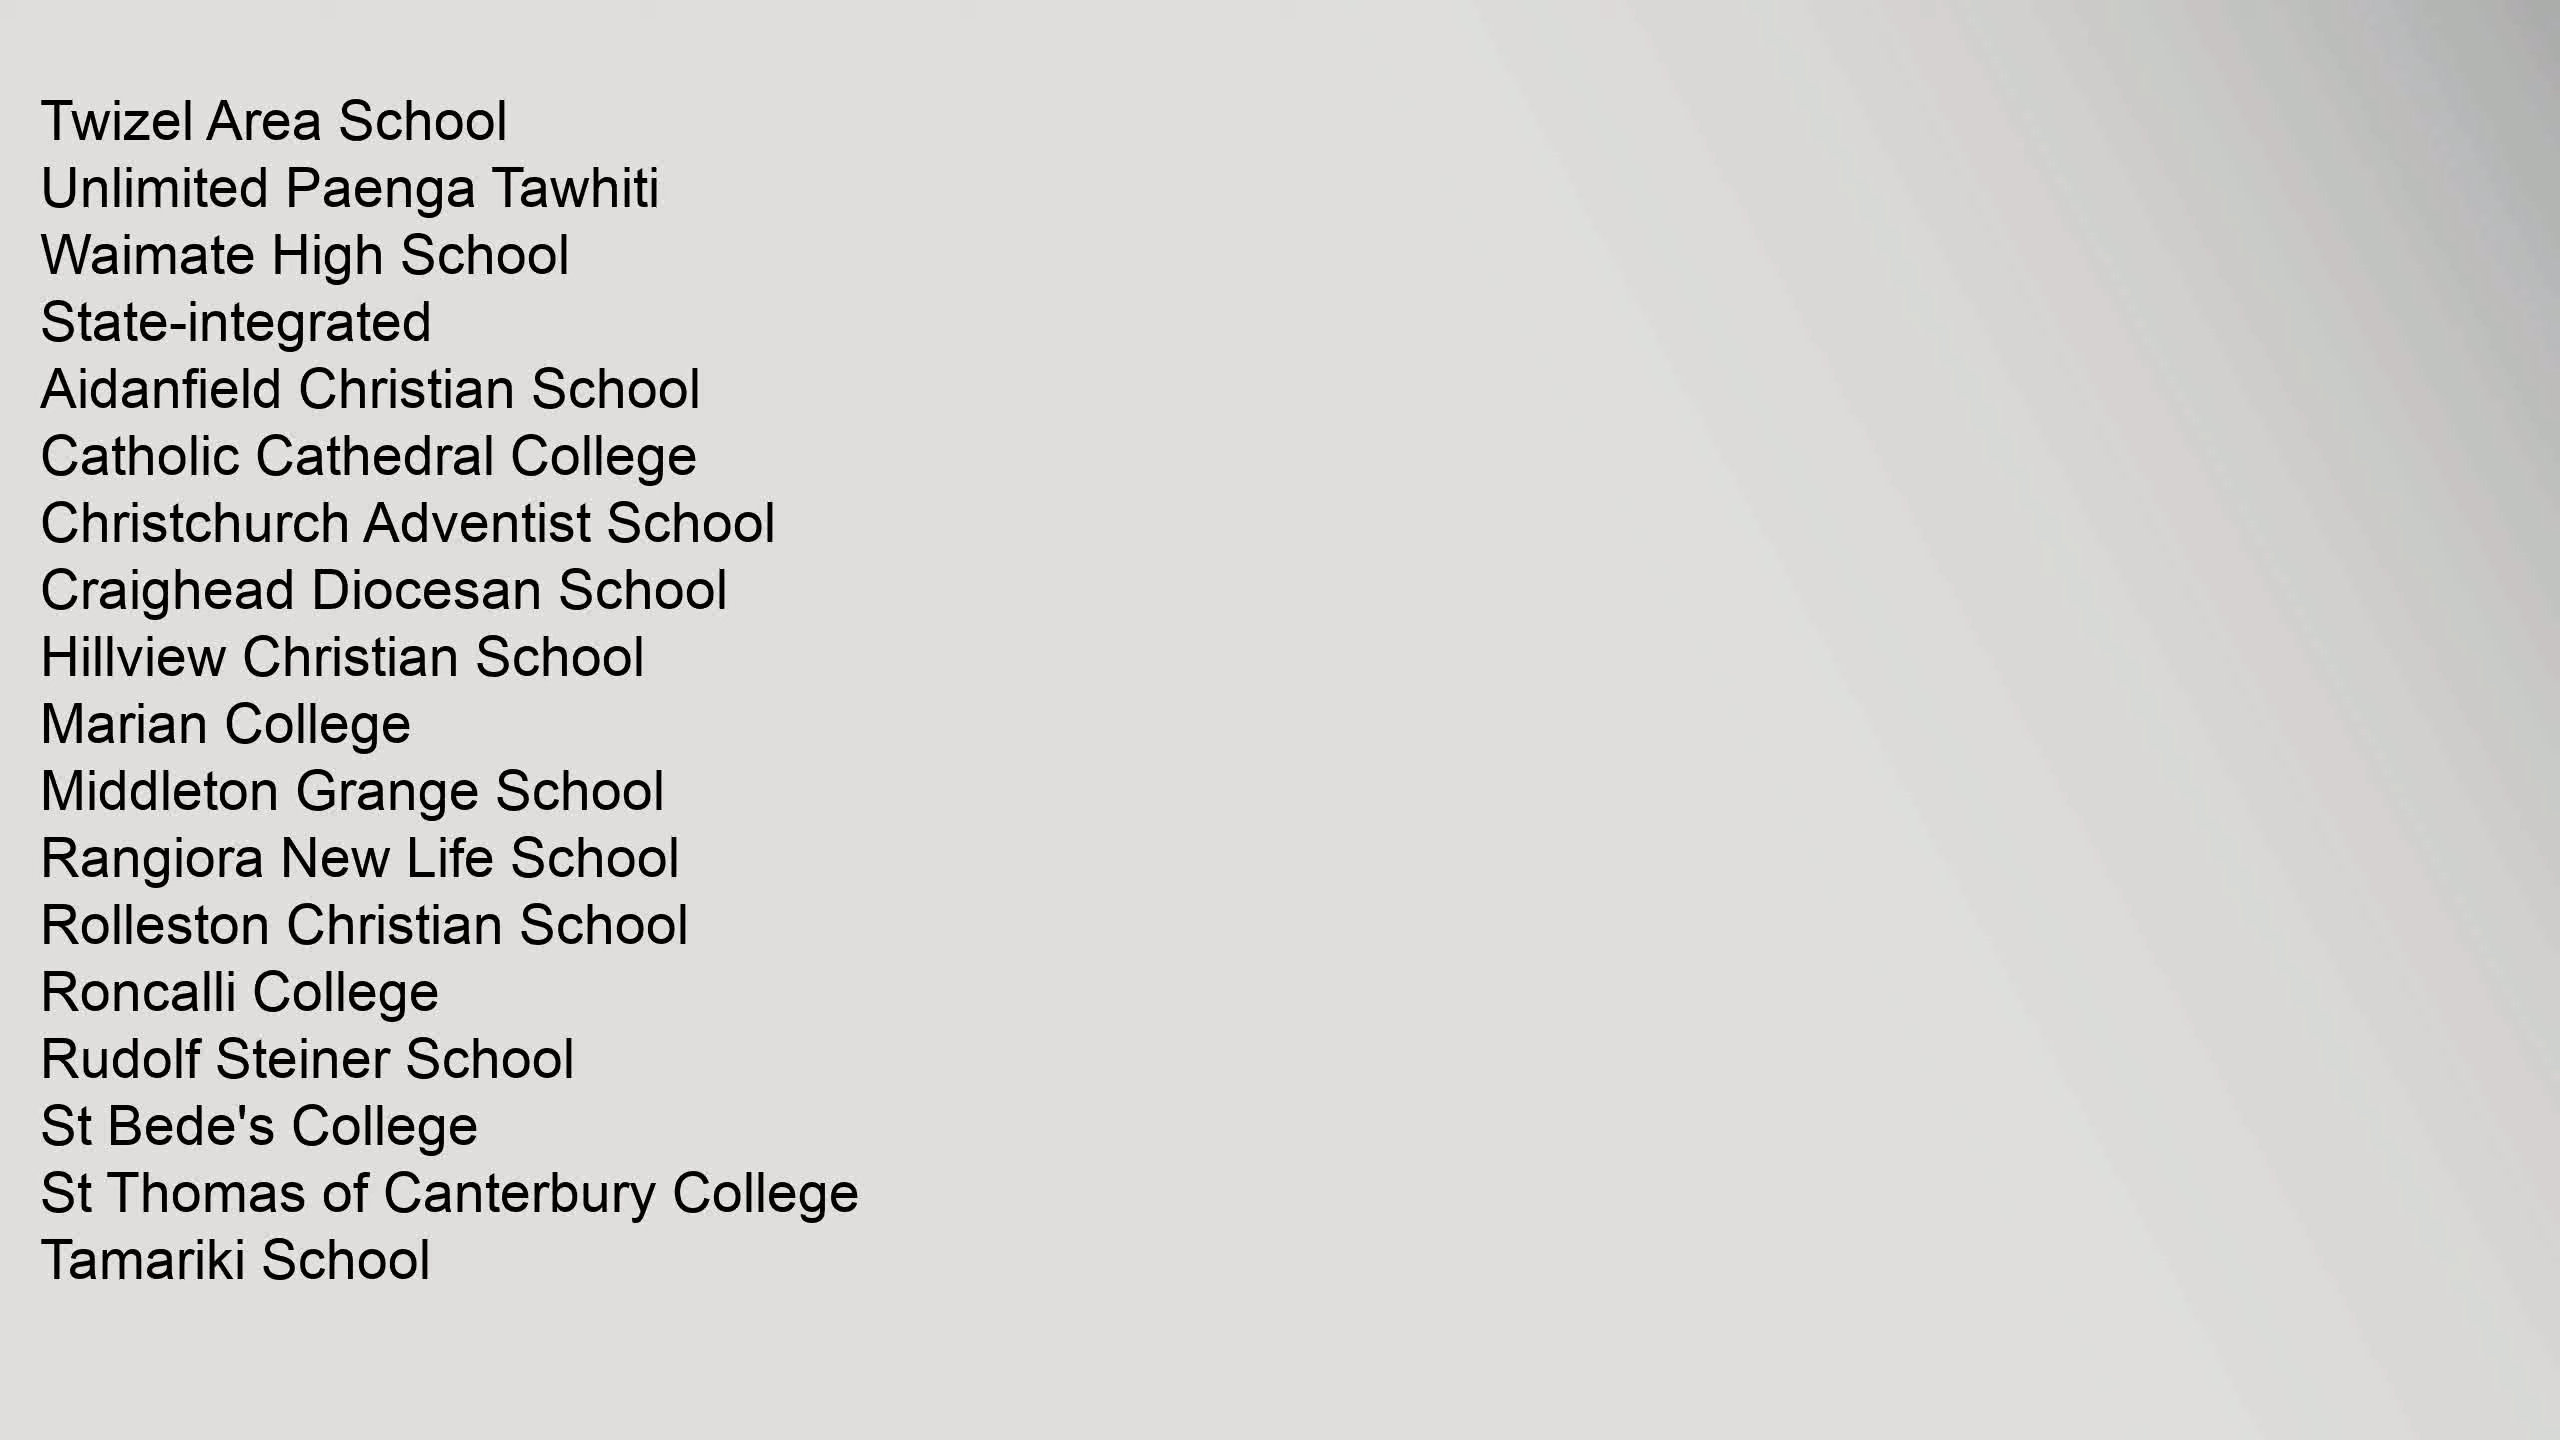 Twizel Area School
Unlimited Paenga Tawhiti
Waimate High School
State-integrated
Aidanfield Christian School
Catholic Cathedral College
Christchurch Adventist School
Craighead Diocesan School
Hillview Christian School
Marian College
Middleton Grange School
Rangiora New Life School
Rolleston Christian School
Roncalli College
Rudolf Steiner School
St Bede's College
St Thomas of Canterbury College
Tamariki School